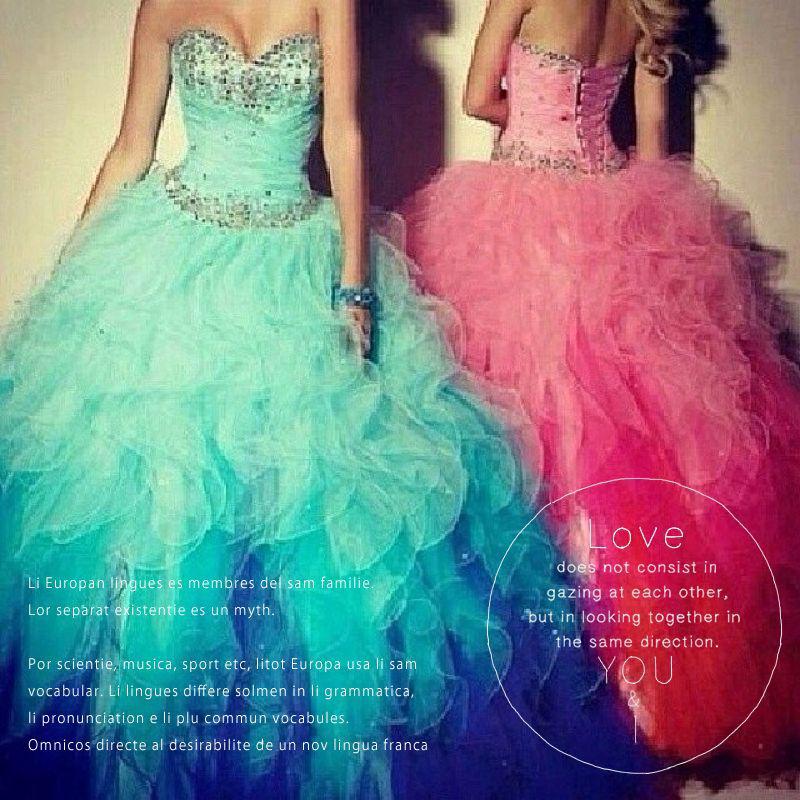 Li Europan lingues es membres del sam familie.
Lor separat existentie es un myth.
Por scientie, musica, sport etc, litot Europa usa li sam
vocabular. Li lingues differe solmen in li grammatica,
li pronunciation e li plu commun vocabules.
Omnicos directe al desirabilite de un nov lingua franca
Love
does not consist in
gazing at each other,
but in looking together in
the same direction.
YOU
&
I